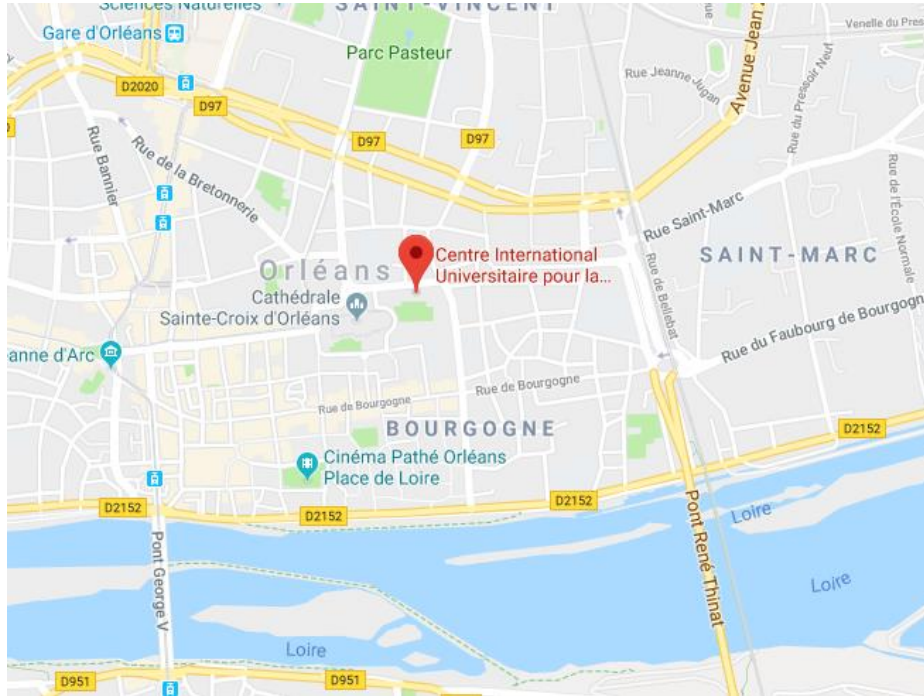 Sciences Naturelles
SAINT-VINCENT
Venelle du Pres
Gare d'Orléans
Parc Pasteur
Avenue Jean
Rue Jeanne Jugan
Rue du Pressoir Neuf
D2020
D97
D97
D97
Rue Bannier
Rue de la Bretonnerie
Rue Saint-Marc
Rue de l'École Normale
Orléans
Centre International
Universitaire pour la...
SAINT-MARC
Rue de Bellebat
Cathédrale
Sainte-Croix d'Orléans
Rue du Faubourg de Bourgogn
eanne d'Arc
Rue de Bourgogne
Rue de Bourgogne
BOURGOGNE
D2152
Cinéma Pathé Orléans
Place de Loire
D2152
D2152
D2152
Pont George V
Pont René Thinat
Loire
Loire
Loire
D951
D951